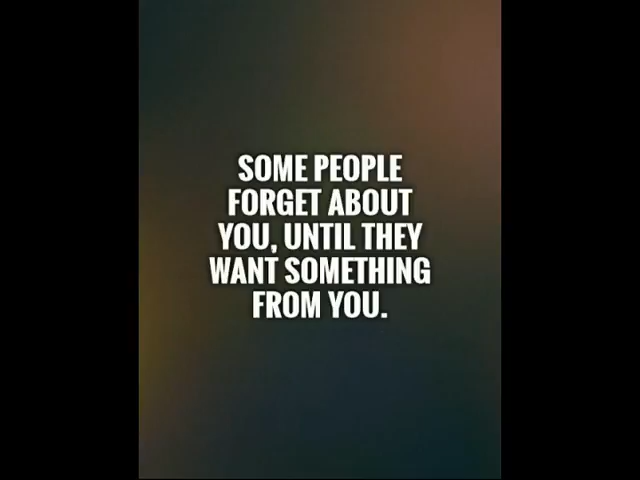 SOME PEOPLE
FORGET ABOUT
YOU, UNTIL THEY
WANT SOMETHING
FROM YOU.